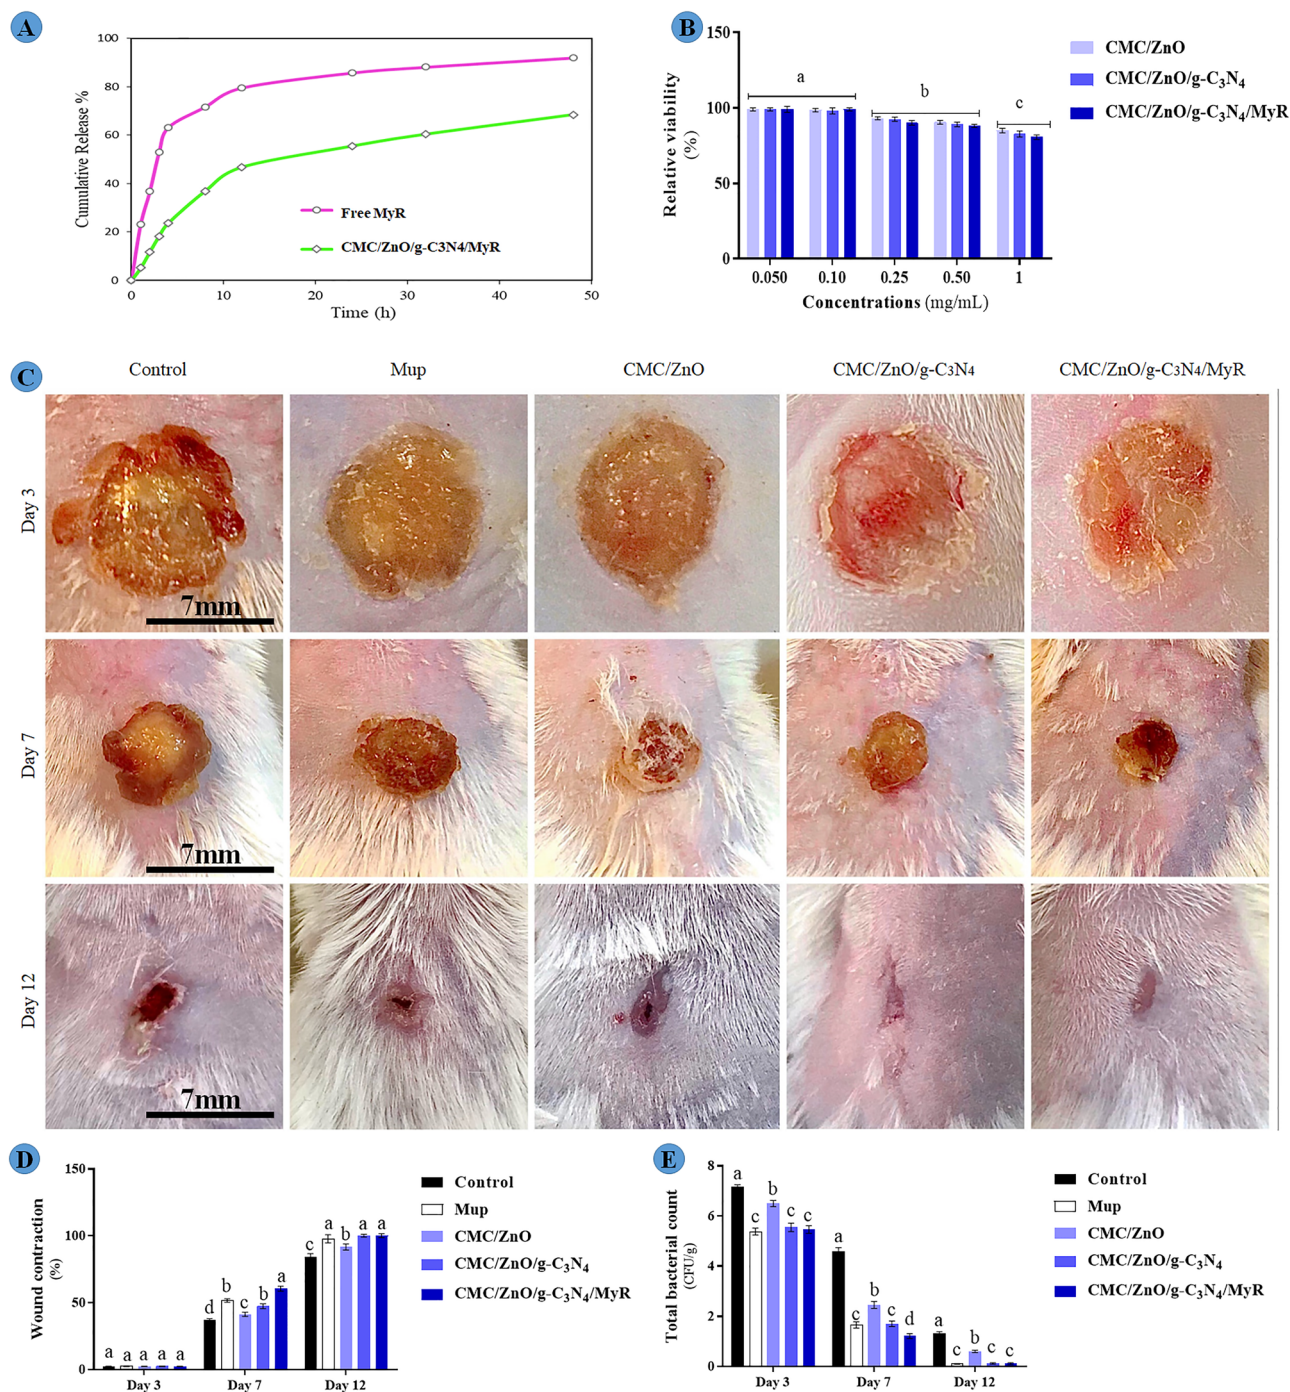 A
100
80
60
40
20
0
Cumulative Release %
0
10
20
30
40
50
Time (h)
Free MyR
CMC/ZnO/g-C3N4/MyR
B
150
100
50
0
Relative viability
(%)
a
b
c
0.050
0.10
0.25
0.50
1
Concentrations (mg/mL)
CMC/ZnO
CMC/ZnO/g-C₃N₄
CMC/ZnO/g-C₃N₄/MyR
C
Control
Mup
CMC/ZnO
CMC/ZnO/g-C₃N₄
CMC/ZnO/g-C₃N₄/MyR
Day 3
7mm
Day 7
7mm
Day 12
7mm
D
150
100
50
0
Wound contraction
(%)
a a a a a
d b c b a
c a b a a
Day 3
Day 7
Day 12
Control
Mup
CMC/ZnO
CMC/ZnO/g-C₃N₄
CMC/ZnO/g-C₃N₄/MyR
E
8
6
4
2
0
Total bacterial count
(CFU/g)
a c b c c
a c b c d
a c b c c
Day 3
Day 7
Day 12
Control
Mup
CMC/ZnO
CMC/ZnO/g-C₃N₄
CMC/ZnO/g-C₃N₄/MyR